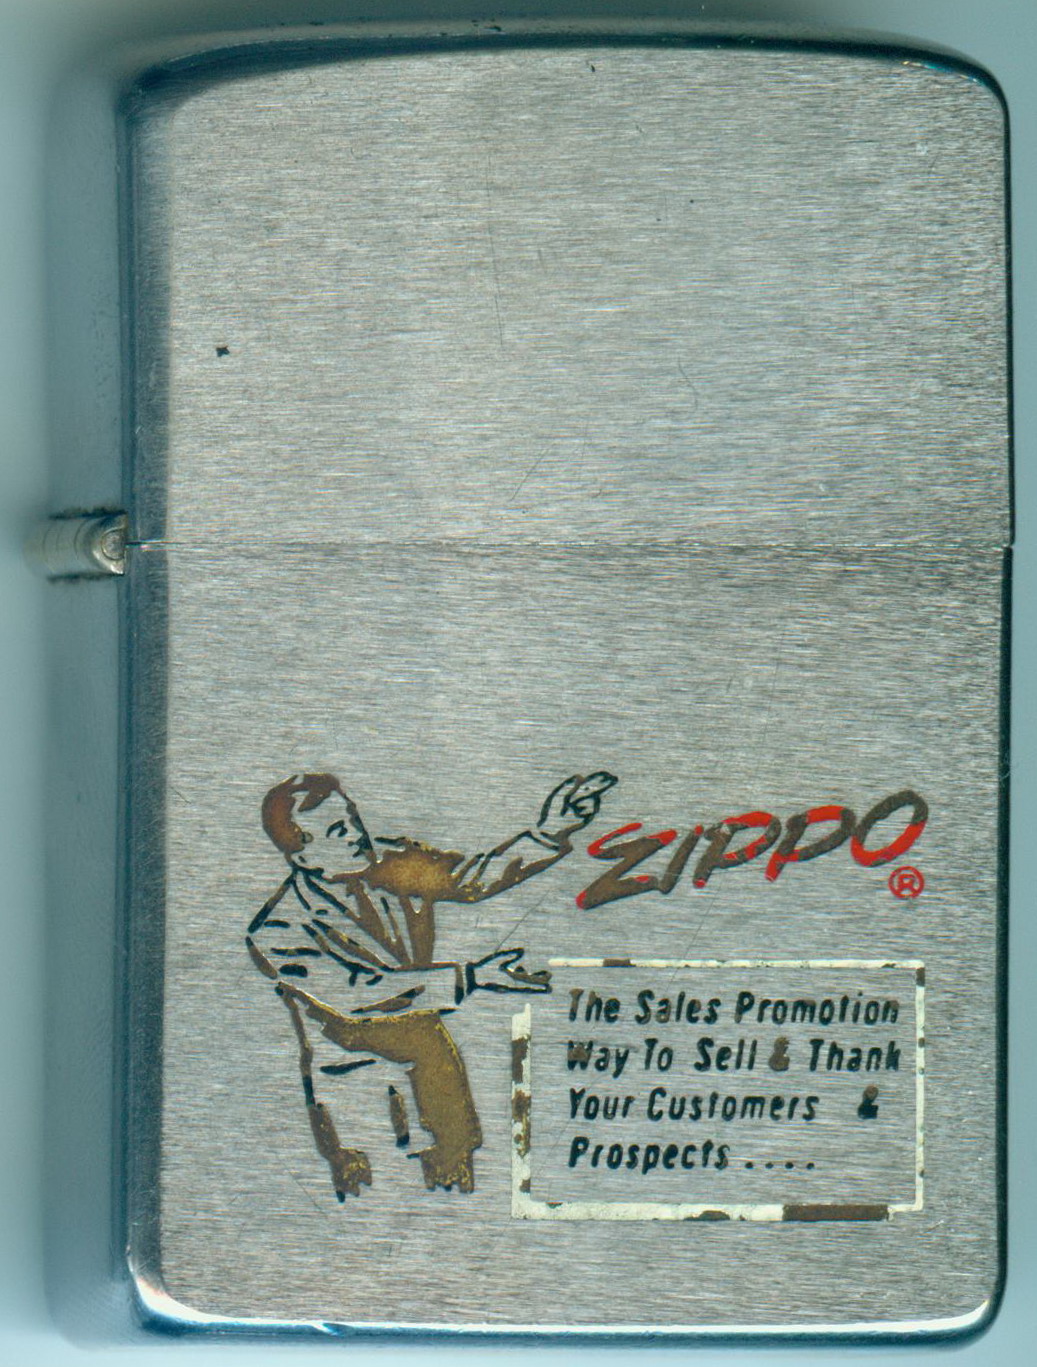 ZIPPO ®
The Sales Promotion
Way To Sell & Thank
Your Customers &
Prospects ....